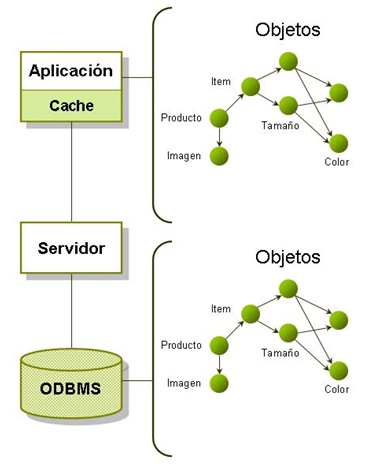 Objetos
Aplicación
Cache
Item
Producto
Tamaño
Imagen
Color
Servidor
Objetos
Item
Producto
Tamaño
Imagen
Color
ODBMS